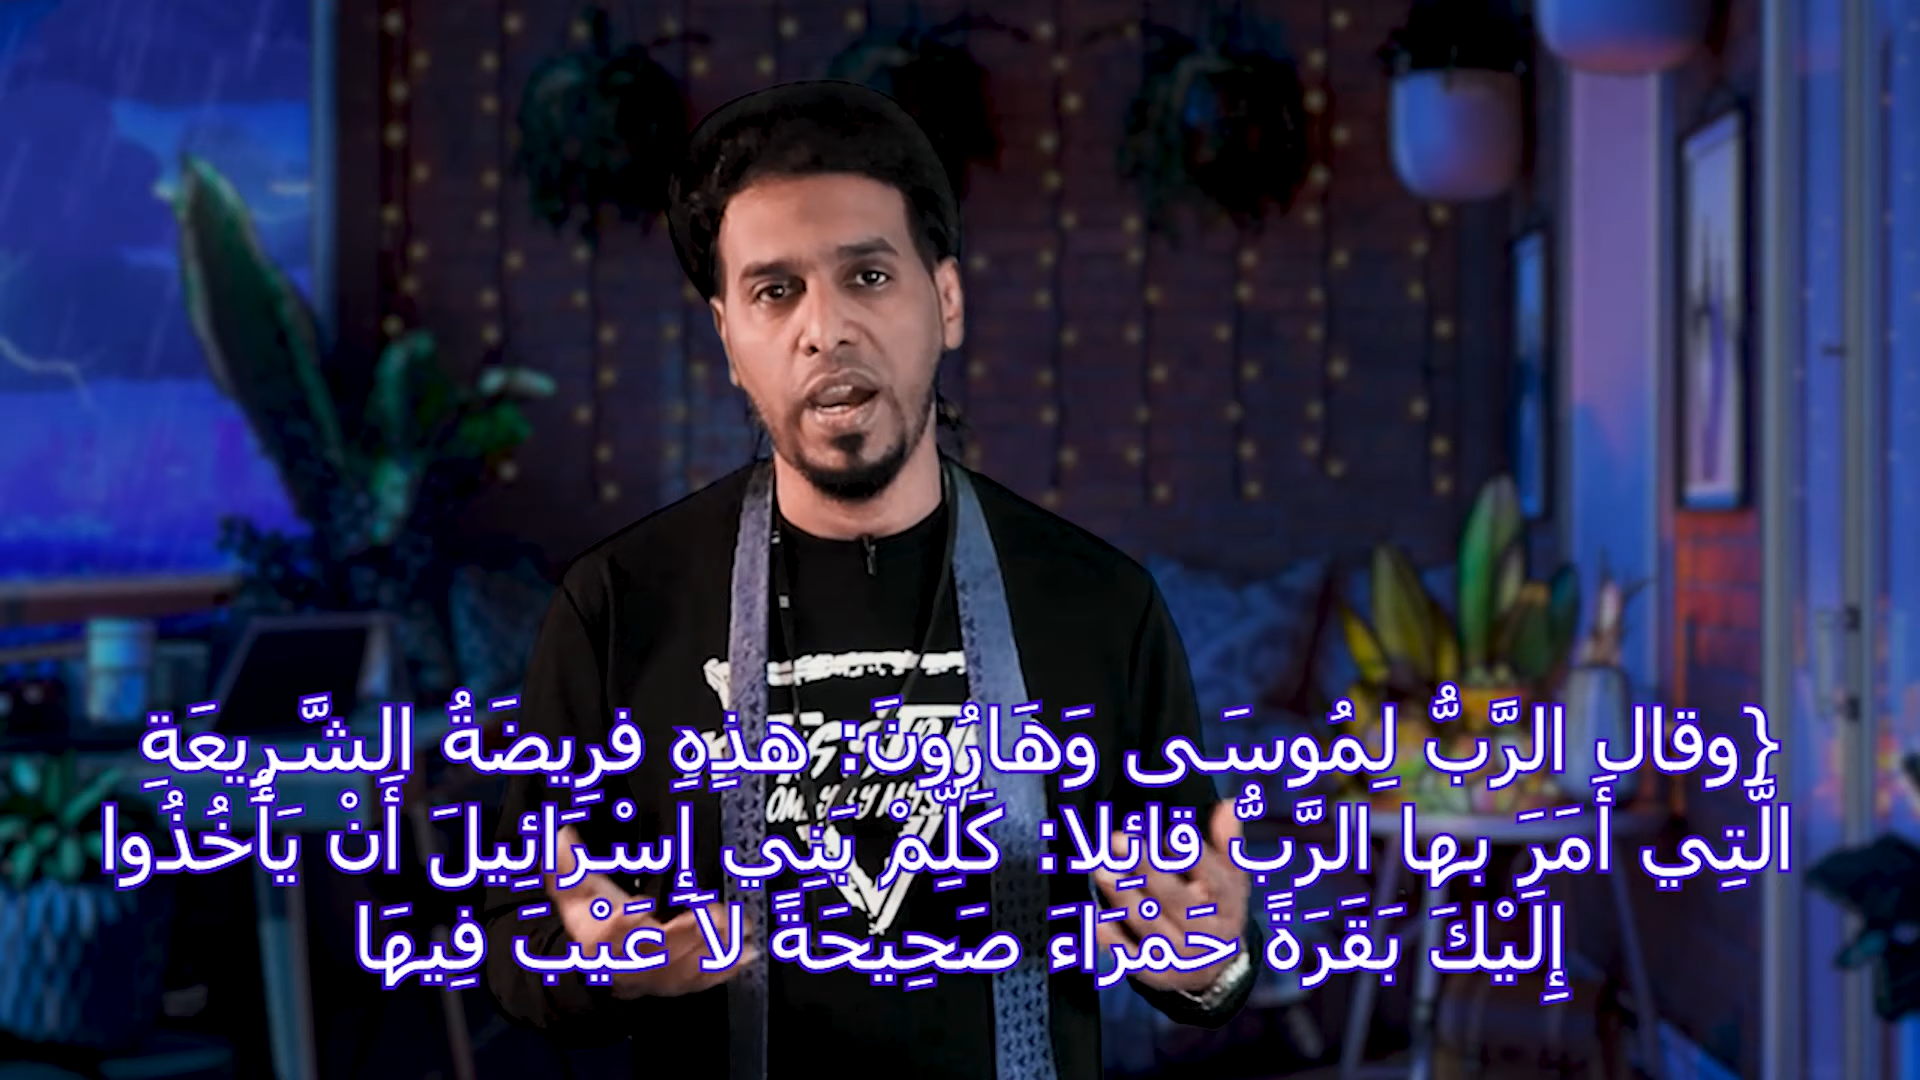 {وقال الرَّبُّ لِمُوسَى وَهَارُونَ: هذِهِ فرِيضَةُ الشَّرِيعَةِ
الَّتِي أَمَرَ بها الرَّبُّ قائِلا: كَلِّمْ بَنِي إِسْرَائِيلَ أَنْ يَأْخُذُوا
إِلَيْكَ بَقَرَةً حَمْرَاءَ صَحِيحَةً لاَ عَيْبَ فِيهَا